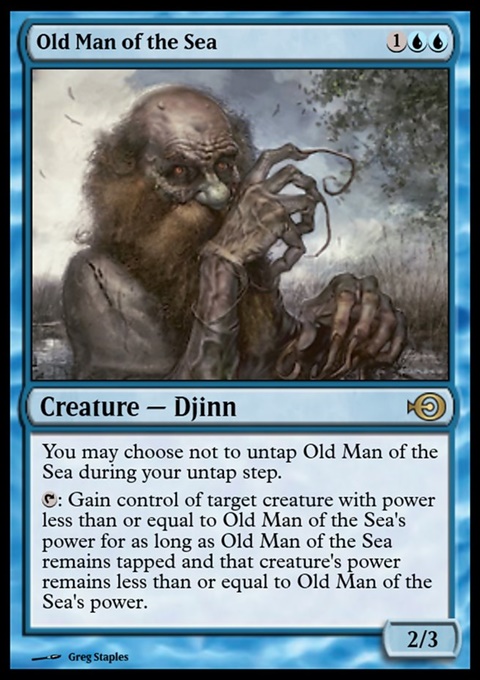 Old Man of the Sea 1
Creature — Djinn
You may choose not to untap Old Man of the
Sea during your untap step.
: Gain control of target creature with power
less than or equal to Old Man of the Sea's
power for as long as Old Man of the Sea
remains tapped and that creature's power
remains less than or equal to Old Man of the
Sea's power.
2/3
Greg Staples